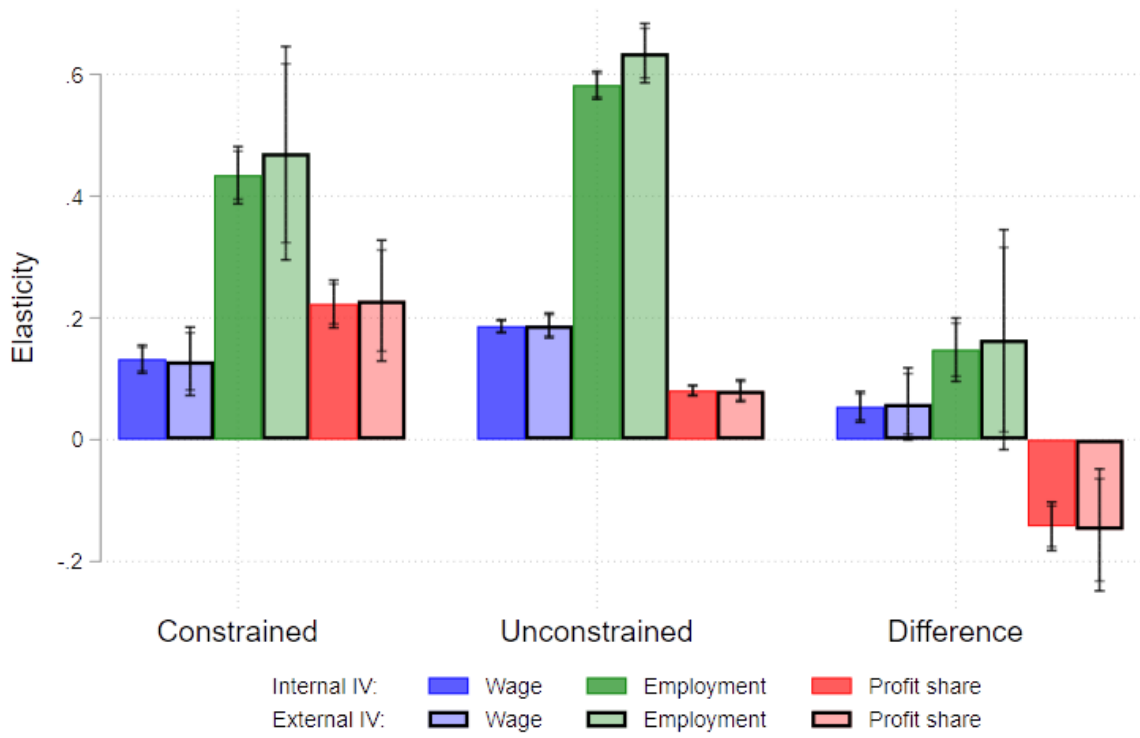 Elasticity
.6
.4
.2
0
-.2
Constrained Unconstrained Difference
Internal IV: Wage Employment Profit share
External IV: Wage Employment Profit share